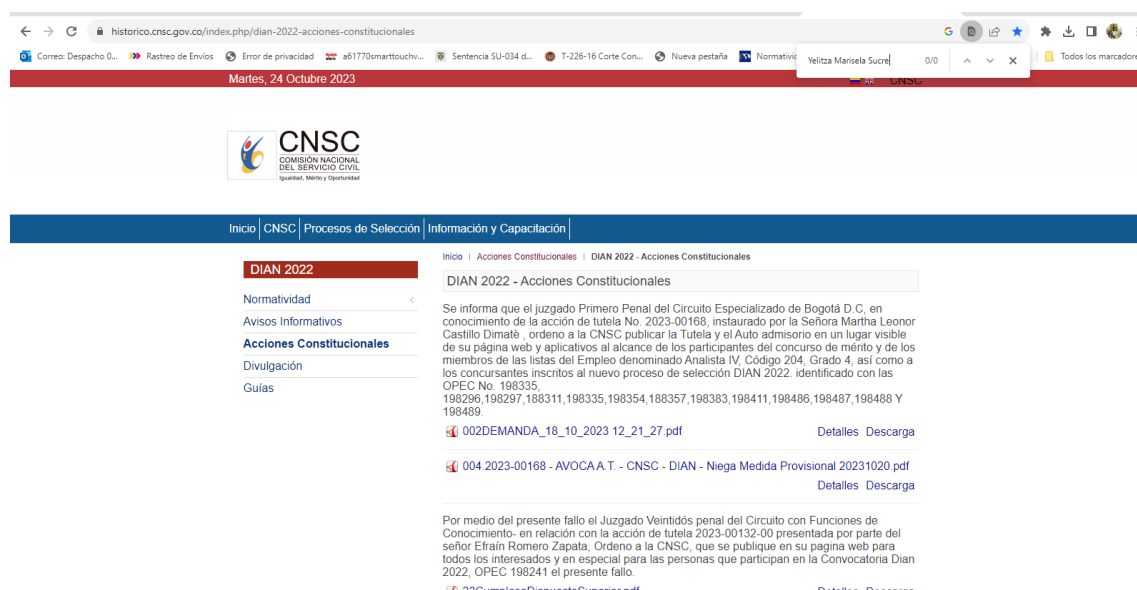 historico.cnsc.gov.co/index.php/dian-2022-acciones-constitucionales
Correo: Despacho 0... Rastreo de Envíos Error de privacidad a61770smarttouchv... Sentencia SU-034 d... T-226-16 Corte Con... Nueva pestaña Todos los marcadore
Yelitza Marisela Sucre 0/0
Martes, 24 Octubre 2023 CNSC
CNSC
COMISIÓN NACIONAL
DEL SERVICIO CIVIL
Igualdad, Mérito y Oportunidad
Inicio CNSC Procesos de Selección Información y Capacitación
DIAN 2022
Normatividad
Avisos Informativos
Acciones Constitucionales
Divulgación
Guías
Inicio | Acciones Constitucionales | DIAN 2022 - Acciones Constitucionales
DIAN 2022 - Acciones Constitucionales
Se informa que el juzgado Primero Penal del Circuito Especializado de Bogotá D.C, en
conocimiento de la acción de tutela No. 2023-00168, instaurado por la Señora Martha Leonor
Castillo Dimatè , ordeno a la CNSC publicar la Tutela y el Auto admisorio en un lugar visible
de su página web y aplicativos al alcance de los participantes del concurso de mérito y de los
miembros de las listas del Empleo denominado Analista IV, Código 204, Grado 4, así como a
los concursantes inscritos al nuevo proceso de selección DIAN 2022. identificado con las
OPEC No. 198335,
198296,198297,188311,198335,198354,188357,198383,198411,198486,198487,198488 Y
198489.
002DEMANDA_18_10_2023 12_21_27.pdf Detalles Descarga
004.2023-00168 - AVOCA A.T. - CNSC - DIAN - Niega Medida Provisional 20231020.pdf
Detalles Descarga
Por medio del presente fallo el Juzgado Veintidós penal del Circuito con Funciones de
Conocimiento- en relación con la acción de tutela 2023-00132-00 presentada por parte del
señor Efraín Romero Zapata, Ordeno a la CNSC, que se publique en su pagina web para
todos los interesados y en especial para las personas que participan en la Convocatoria Dian
2022, OPEC 198241 el presente fallo.
Detalles Descarga